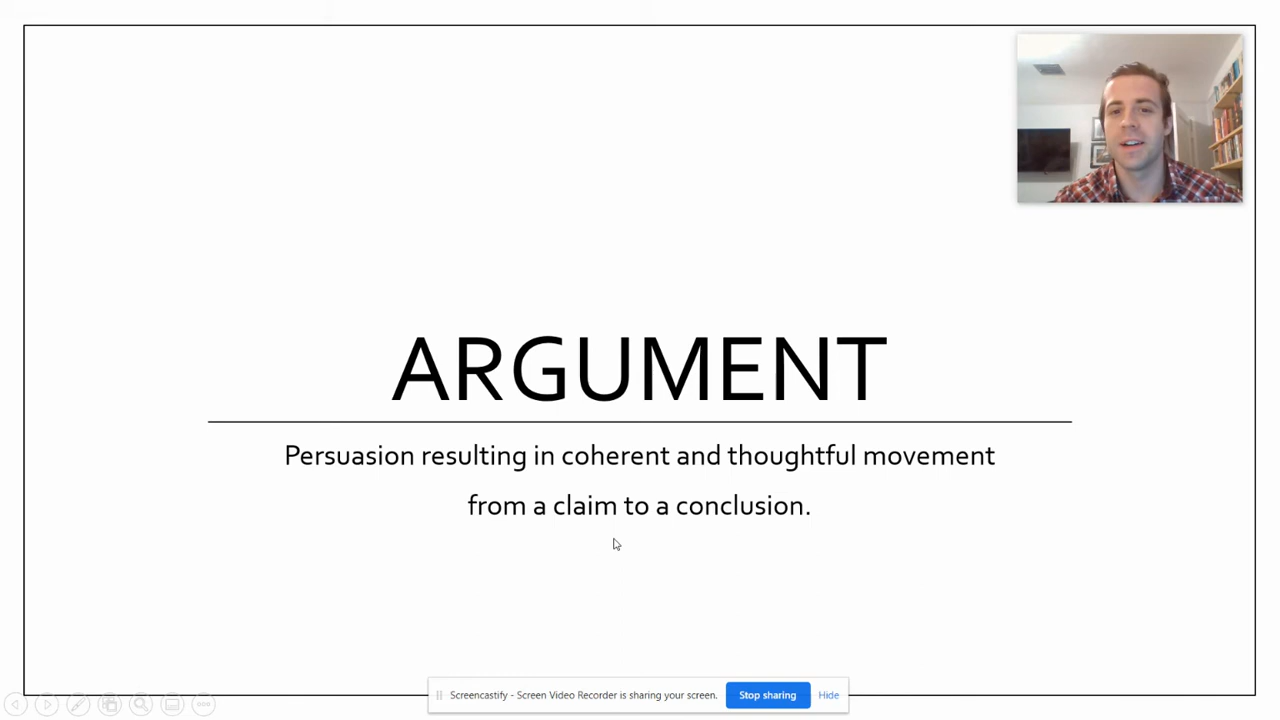 ARGUMENT
Persuasion resulting in coherent and thoughtful movement
from a claim to a conclusion.
Screencastify - Screen Video Recorder is sharing your screen. Stop sharing Hide